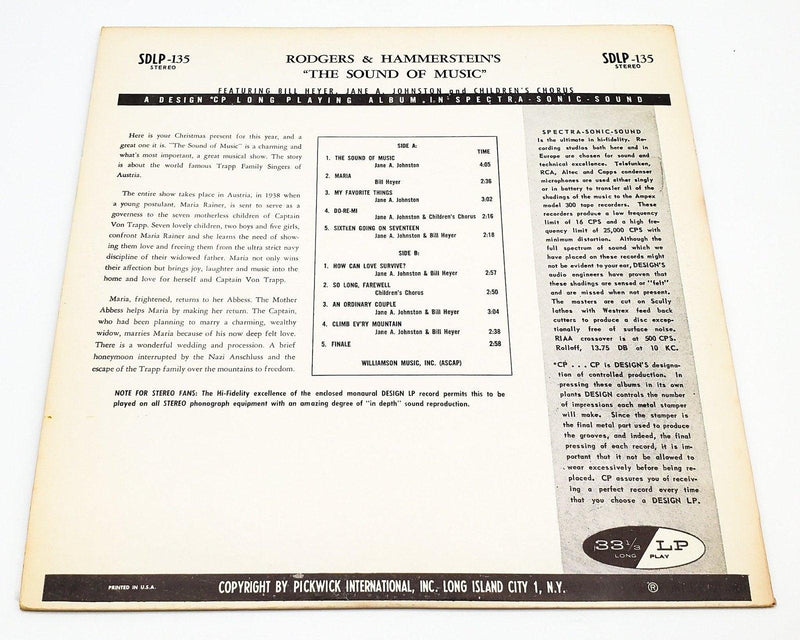 SDLP-135
STEREO
RODGERS & HAMMERSTEIN'S
"THE SOUND OF MUSIC"
SDLP-135
STEREO
FEATURING BILL HEYER, JANE A. JOHNSTON and CHILDREN'S CHORUS
A DESIGN *CP LONG PLAYING ALBUM IN SPECTRA-SONIC-SOUND
Here is your Christmas present for this year, and a
great one it is. "The Sound of Music" is a charming and
what's most important, a great musical show. The story
is about the world famous Trapp Family Singers of
Austria.
The entire show takes place in Austria, in 1938 when
a young postulant, Maria Rainer, is sent to serve as a
governess to the seven motherless children of Captain
Von Trapp. Seven lovely children, two boys and five girls,
confront Maria Rainer and she learns the need of show-
ing them love and freeing them from the ultra strict navy
discipline of their widowed father. Maria not only wins
their affection but brings joy, laughter and music into the
home and love for herself and Captain Von Trapp.
Maria, frightened, returns to her Abbess. The Mother
Abbess helps Maria by making her return. The Captain,
who had been planning to marry a charming, wealthy
widow, marries Maria because of his now deep felt love.
There is a wonderful wedding and procession. A brief
honeymoon interrupted by the Nazi Anschluss and the
escape of the Trapp family over the mountains to freedom.
SIDE A:
TIME
1. THE SOUND OF MUSIC
Jane A. Johnston 4:05
2. MARIA
Bill Heyer 2:36
3. MY FAVORITE THINGS
Jane A. Johnston 3:02
4. DO-RE-MI
Jane A. Johnston & Children's Chorus 2:16
5. SIXTEEN GOING ON SEVENTEEN
Jane A. Johnston & Bill Heyer 2:18
SIDE B:
1. HOW CAN LOVE SURVIVE?
Jane A. Johnston & Bill Heyer 2:57
2. SO LONG, FAREWELL
Children's Chorus 2:50
3. AN ORDINARY COUPLE
Jane A. Johnston & Bill Heyer 3:04
4. CLIMB EV'RY MOUNTAIN
Jane A. Johnston & Bill Heyer 2:38
5. FINALE 2:58
WILLIAMSON MUSIC, INC. (ASCAP)
NOTE FOR STEREO FANS: The Hi-Fidelity excellence of the enclosed monaural DESIGN LP record permits this to be
played on all STEREO phonograph equipment with an amazing degree of "in depth" sound reproduction.
SPECTRA-SONIC-SOUND
Is the ultimate in hi-fidelity. Re-
cording studios both here and in
Europe are chosen for sound and
technical excellence. Telefunken,
RCA, Altec and Capps condenser
microphones are used either singly
or in battery to transfer all of the
shadings of the music to the Ampex
model 300 tape recorders. These
recorders produce a low frequency
limit of 16 CPS and a high fre-
quency limit of 25,000 CPS with
minimum distortion. Although the
full spectrum of sound which we
have placed on these records might
not be evident to your ear, DESIGN'S
audio engineers have proven that
these shadings are sensed or "felt"
and are missed when not present.
The masters are cut on Scully
lathes with Westrex feed back
cutters to produce a disc excep-
tionally free of surface noise.
RIAA crossover is at 500 CPS.
Rolloff, 13.75 DB at 10 KC.
*CP . . . CP is DESIGN'S designa-
tion of controlled production. In
pressing these albums in its own
plants DESIGN controls the number
of impressions each metal stamper
will make. Since the stamper is
the final metal part used to produce
the grooves, and indeed, the final
pressing of each record, it is im-
portant that it not be allowed to
wear excessively before being re-
placed. CP assures you of receiv-
ing a perfect record every time
that you choose a DESIGN LP.
33 1/3 LP
LONG PLAY
PRINTED IN U.S.A.
COPYRIGHT BY PICKWICK INTERNATIONAL, INC. LONG ISLAND CITY 1, N.Y.
®